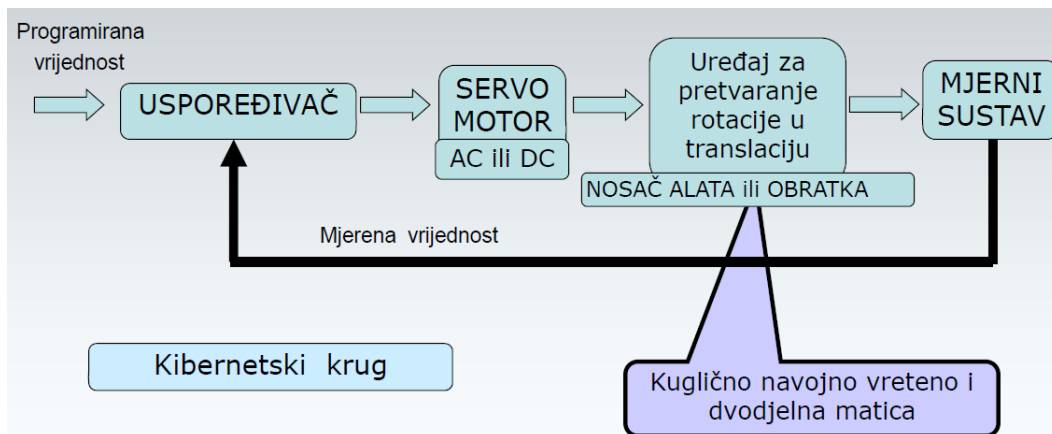 Programirana
vrijednost
USPOREĐIVAČ
SERVO
MOTOR
AC ili DC
Uređaj za
pretvaranje
rotacije u
translaciju
NOSAČ ALATA ili OBRATKA
MJERNI
SUSTAV
Mjerena vrijednost
Kibernetski krug
Kuglično navojno vreteno i
dvodjelna matica